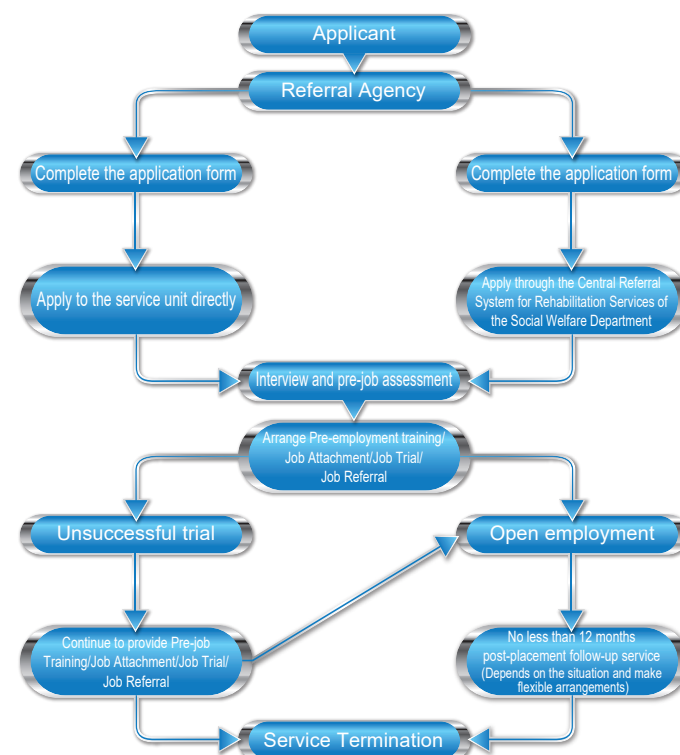 Applicant
Referral Agency
Complete the application form
Complete the application form
Apply to the service unit directly
Apply through the Central Referral
System for Rehabilitation Services of
the Social Welfare Department
Interview and pre-job assessment
Arrange Pre-employment training/
Job Attachment/Job Trial/
Job Referral
Unsuccessful trial
Open employment
Continue to provide Pre-job
Training/Job Attachment/Job Trial/
Job Referral
No less than 12 months
post-placement follow-up service
(Depends on the situation and make
flexible arrangements)
Service Termination